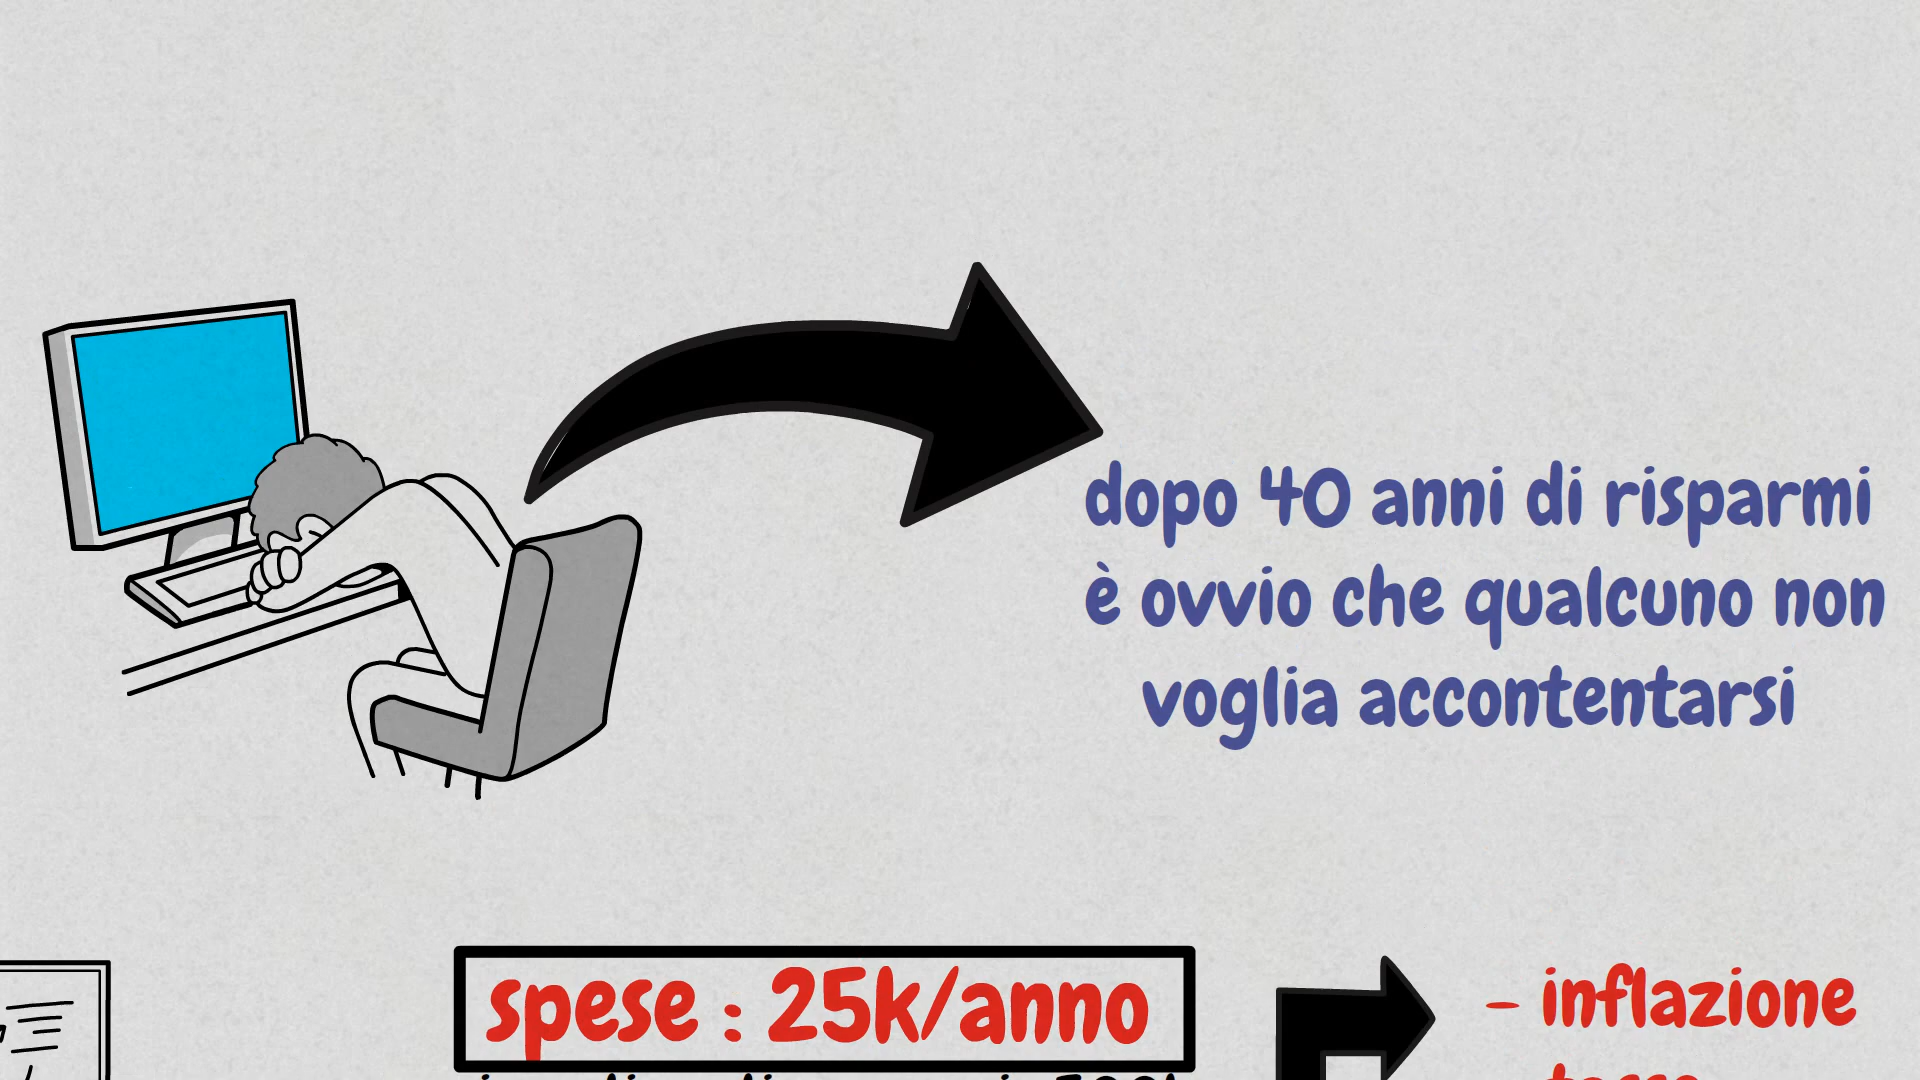 dopo 40 anni di risparmi
è ovvio che qualcuno non
voglia accontentarsi
spese : 25k/anno
- inflazione